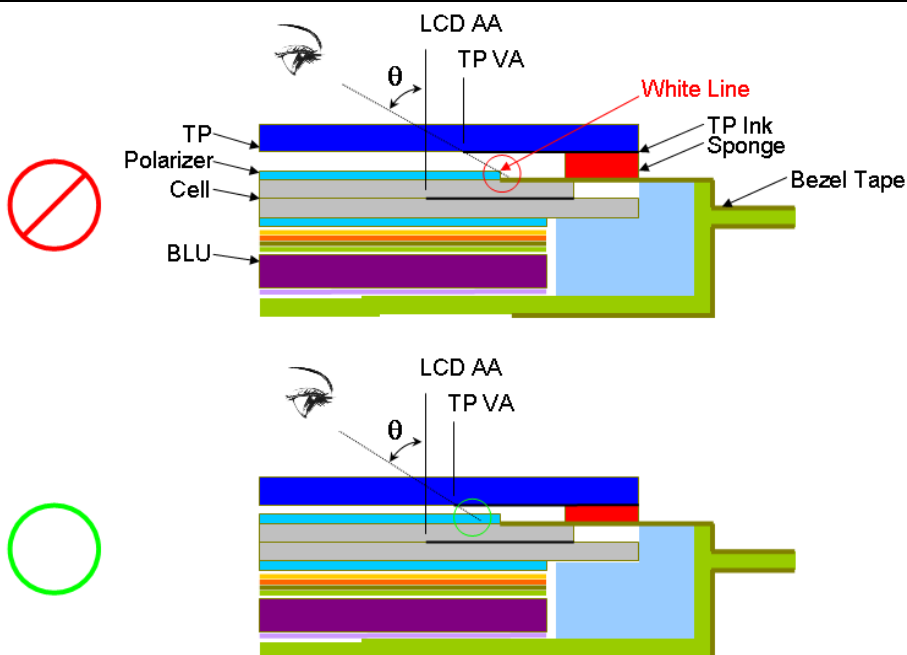 LCD AA
TP VA
θ
White Line
TP
TP Ink
Sponge
Polarizer
Bezel Tape
Cell
BLU
LCD AA
TP VA
θ